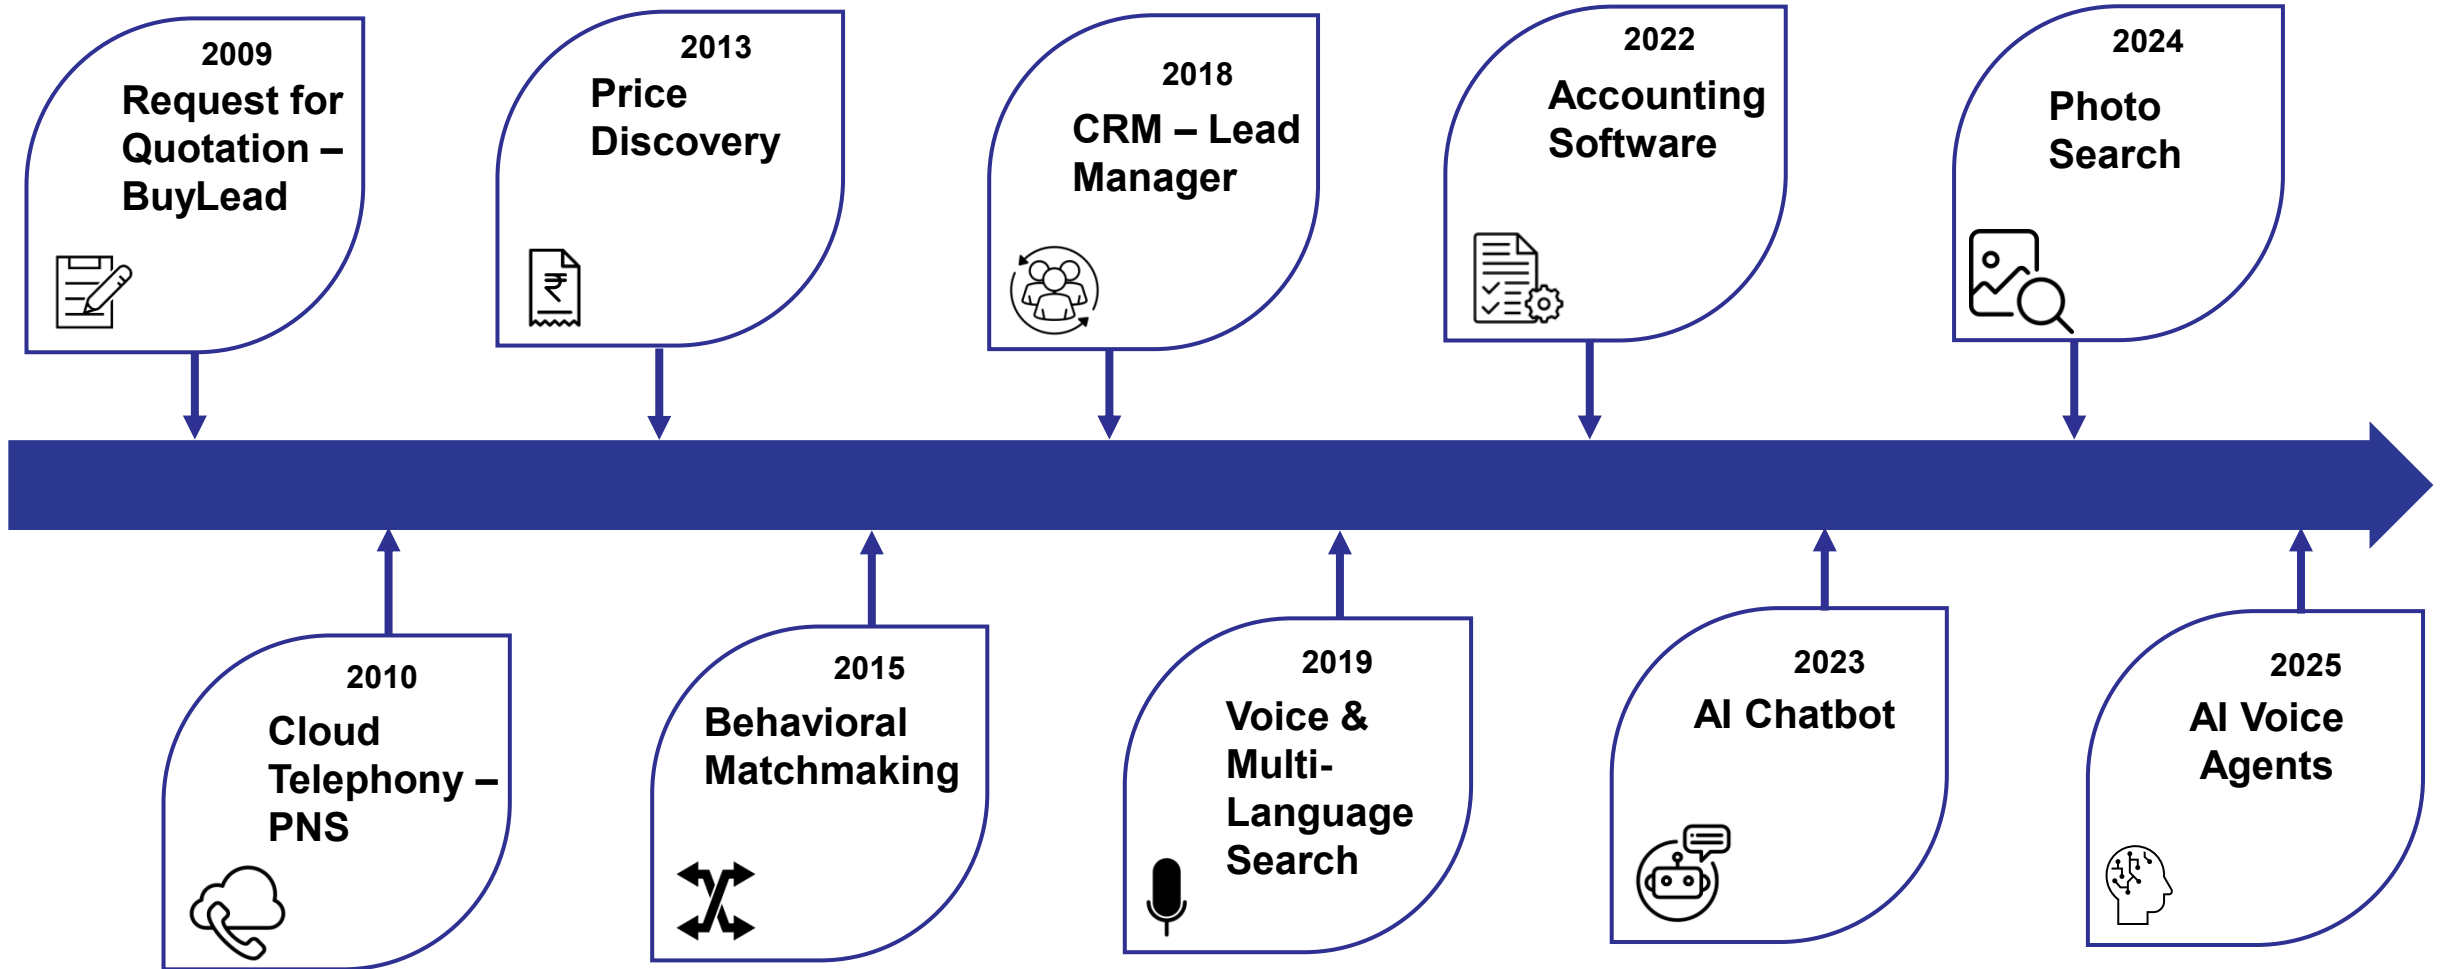 2009
Request for
Quotation –
BuyLead
2013
Price
Discovery
2018
CRM – Lead
Manager
2022
Accounting
Software
2024
Photo
Search
2010
Cloud
Telephony –
PNS
2015
Behavioral
Matchmaking
2019
Voice &
Multi-
Language
Search
2023
AI Chatbot
2025
AI Voice
Agents
₹